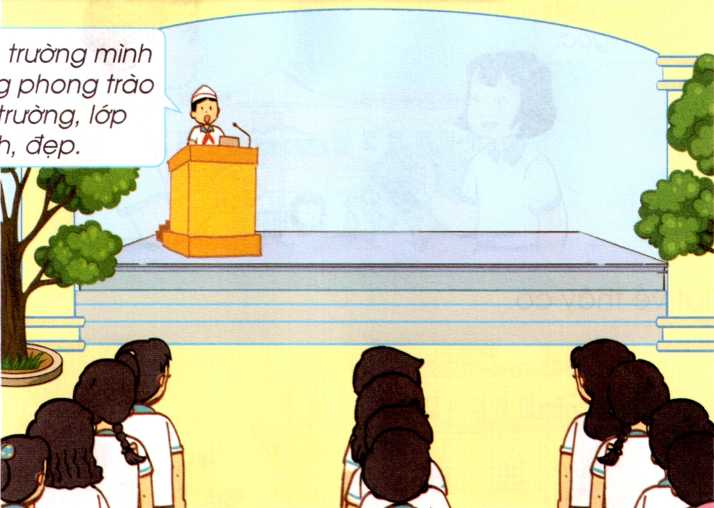 trường mình
g phong trào
trường, lớp
h, đẹp.